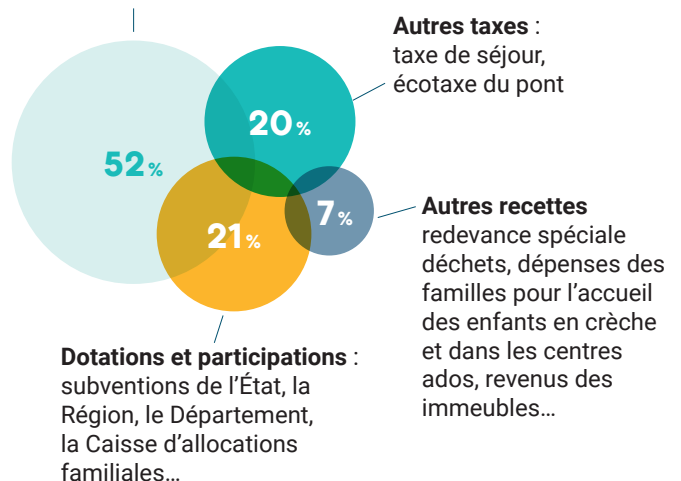 Autres taxes :
taxe de séjour,
écotaxe du pont
20 %
52 %
7 %
21 %
Autres recettes
redevance spéciale
déchets, dépenses des
familles pour l’accueil
des enfants en crèche
et dans les centres
ados, revenus des
immeubles…
Dotations et participations :
subventions de l’État, la
Région, le Département,
la Caisse d’allocations
familiales…